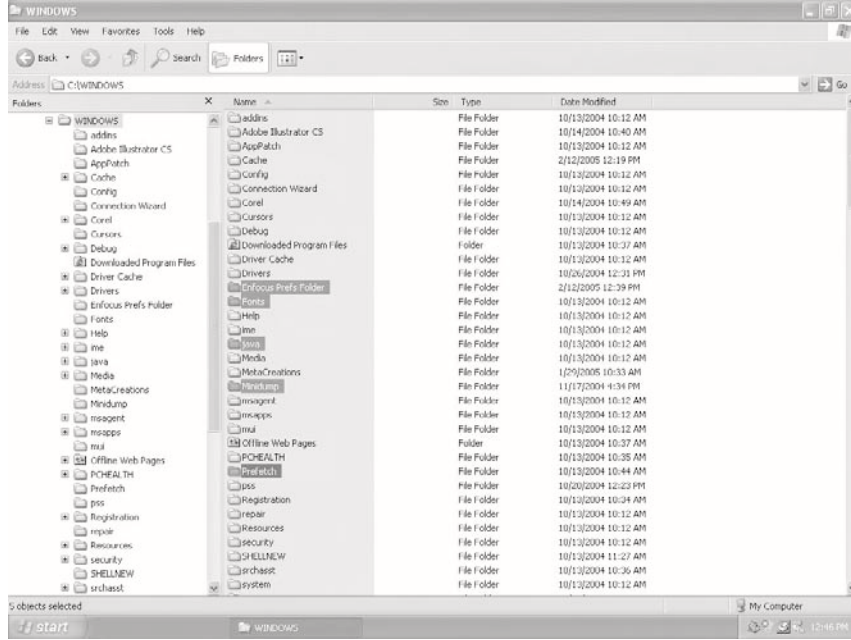 WINDOWS
File Edit View Favorites Tools Help
Back Search Folders
Address C:\WINDOWS Go
Folders
WINDOWS
addins
Adobe Illustrator CS
AppPatch
Cache
Config
Connection Wizard
Corel
Cursors
Debug
Downloaded Program Files
Driver Cache
Drivers
Enfocus Prefs Folder
Fonts
Help
ime
java
Media
MetaCreations
Minidump
msagent
msapps
mui
Offline Web Pages
PCHEALTH
Prefetch
pss
Registration
repair
Resources
security
SHELLNEW
srchasst
Name Size Type Date Modified
addins File Folder 10/13/2004 10:12 AM
Adobe Illustrator CS File Folder 10/14/2004 10:40 AM
AppPatch File Folder 10/13/2004 10:12 AM
Cache File Folder 2/12/2005 12:19 PM
Config File Folder 10/13/2004 10:12 AM
Connection Wizard File Folder 10/13/2004 10:12 AM
Corel File Folder 10/14/2004 10:49 AM
Cursors File Folder 10/13/2004 10:12 AM
Debug File Folder 10/13/2004 10:12 AM
Downloaded Program Files Folder 10/13/2004 10:37 AM
Driver Cache File Folder 10/13/2004 10:12 AM
Drivers File Folder 10/26/2004 12:31 PM
Enfocus Prefs Folder File Folder 2/12/2005 12:39 PM
Fonts File Folder 10/13/2004 10:12 AM
Help File Folder 10/13/2004 10:12 AM
ime File Folder 10/13/2004 10:12 AM
java File Folder 10/13/2004 10:12 AM
Media File Folder 10/13/2004 10:12 AM
MetaCreations File Folder 1/29/2005 10:33 AM
Minidump File Folder 11/17/2004 4:34 PM
msagent File Folder 10/13/2004 10:12 AM
msapps File Folder 10/13/2004 10:12 AM
mui File Folder 10/13/2004 10:12 AM
Offline Web Pages Folder 10/13/2004 10:37 AM
PCHEALTH File Folder 10/13/2004 10:35 AM
Prefetch File Folder 10/13/2004 10:44 AM
pss File Folder 10/20/2004 12:23 PM
Registration File Folder 10/13/2004 10:34 AM
repair File Folder 10/13/2004 10:12 AM
Resources File Folder 10/13/2004 10:12 AM
security File Folder 10/13/2004 10:12 AM
SHELLNEW File Folder 10/13/2004 11:27 AM
srchasst File Folder 10/13/2004 10:36 AM
system File Folder 10/13/2004 10:12 AM
5 objects selected My Computer
start WINDOWS 12:46 PM